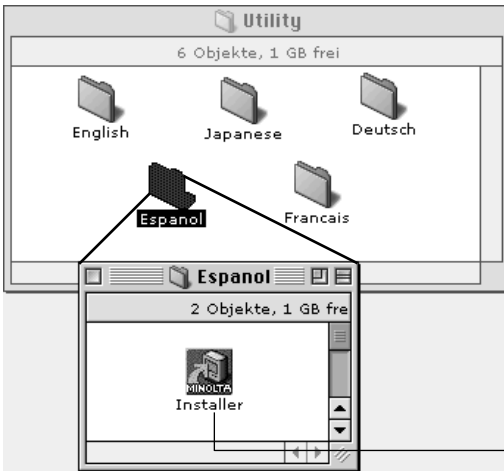 Utility
6 Objekte, 1 GB frei
English
Japanese
Deutsch
Espanol
Francais
Espanol
2 Objekte, 1 GB fre
MINOLTA
Installer